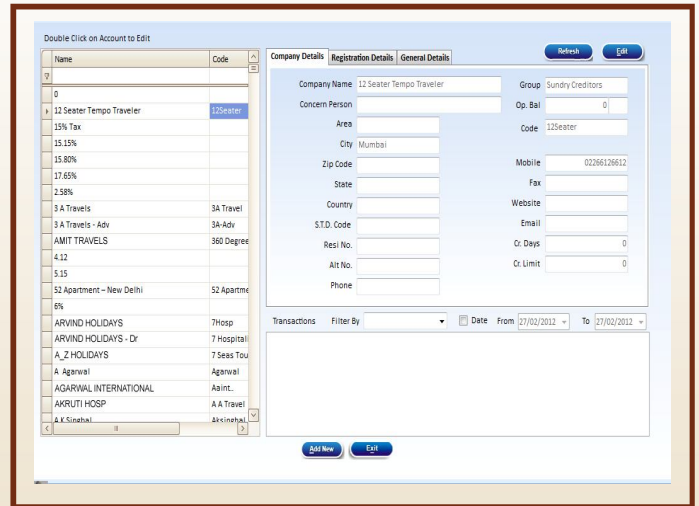 Double Click on Account to Edit
Name Code
0
12 Seater Tempo Traveler 12Seater
15% Tax
15.15%
15.80%
17.65%
2.58%
3 A Travels 3A Travel
3 A Travels - Adv 3A-Adv
AMIT TRAVELS 360 Degree
4.12
5.15
52 Apartment – New Delhi 52 Apartme
6%
ARVIND HOLIDAYS 7Hosp
ARVIND HOLIDAYS - Dr 7 Hospitali
A_Z HOLIDAYS 7 Seas Tou
A Agarwal Agarwal
AGARWAL INTERNATIONAL Aaint..
AKRUTI HOSP A A Travel
A K Singhal Aksinghal
Company Details Registration Details General Details
Refresh Edit
Company Name 12 Seater Tempo Traveler Group Sundry Creditors
Concern Person Op. Bal 0
Area Code 12Seater
City Mumbai
Zip Code Mobile 02266126612
State Fax
Country Website
S.T.D. Code Email
Resi No. Cr. Days 0
Alt No. Cr. Limit 0
Phone
Transactions Filter By Date From 27/02/2012 To 27/02/2012
Add New Exit